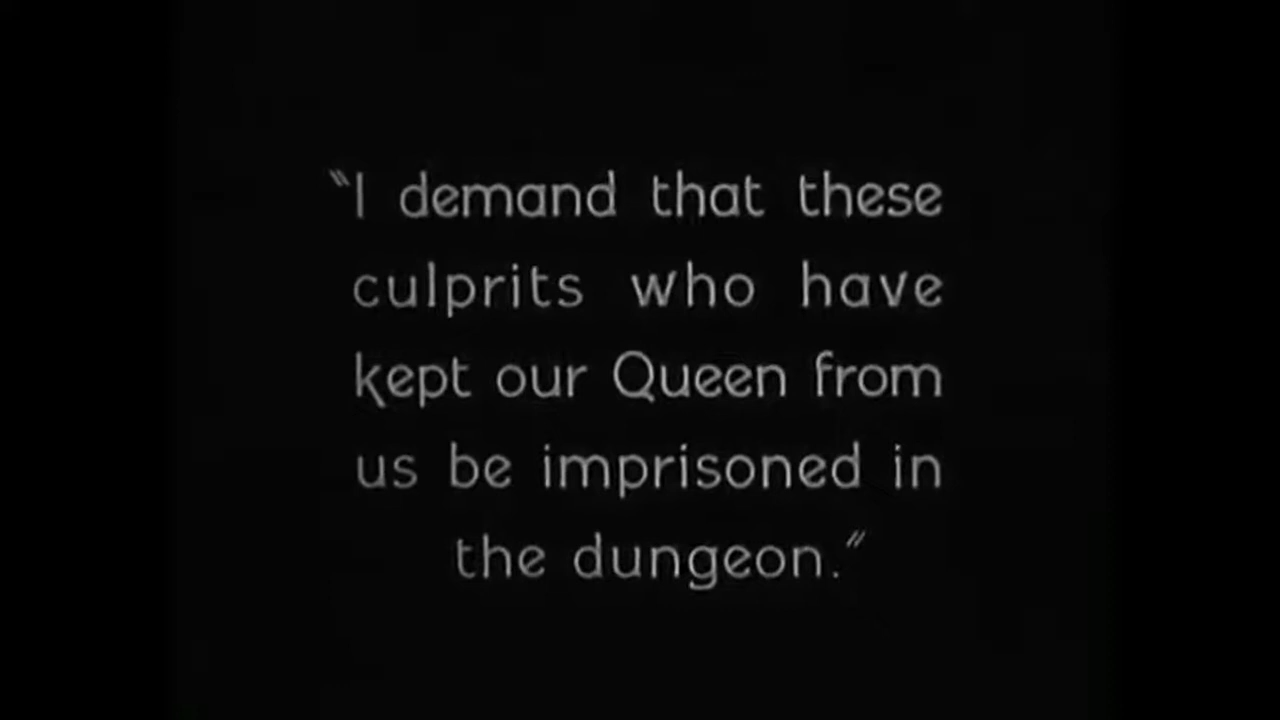 "I demand that these
culprits who have
kept our Queen from
us be imprisoned in
the dungeon."